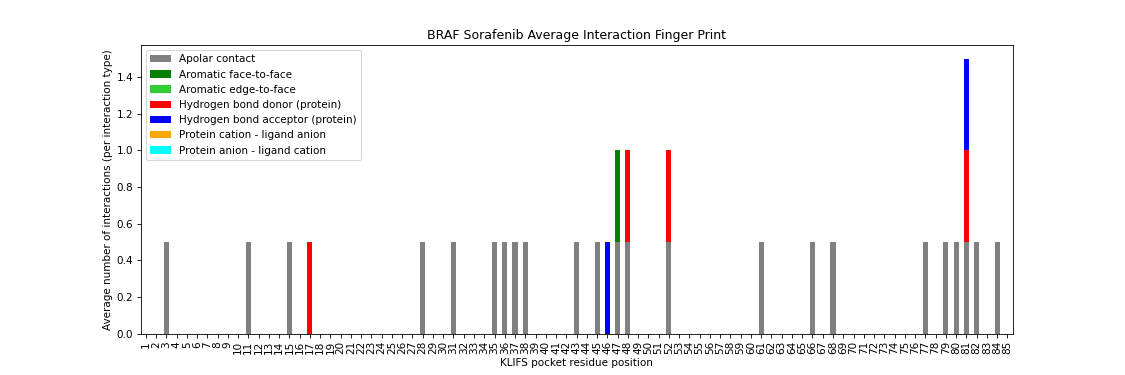 BRAF Sorafenib Average Interaction Finger Print
Apolar contact
Aromatic face-to-face
Aromatic edge-to-face
Hydrogen bond donor (protein)
Hydrogen bond acceptor (protein)
Protein cation - ligand anion
Protein anion - ligand cation
Average number of interactions (per interaction type)
1.4
1.2
1.0
0.8
0.6
0.4
0.2
0.0
1 2 3 4 5 6 7 8 9 10 11 12 13 14 15 16 17 18 19 20 21 22 23 24 25 26 27 28 29 30 31 32 33 34 35 36 37 38 39 40 41 42 43 44 45 46 47 48 49 50 51 52 53 54 55 56 57 58 59 60 61 62 63 64 65 66 67 68 69 70 71 72 73 74 75 76 77 78 79 80 81 82 83 84 85
KLIFS pocket residue position